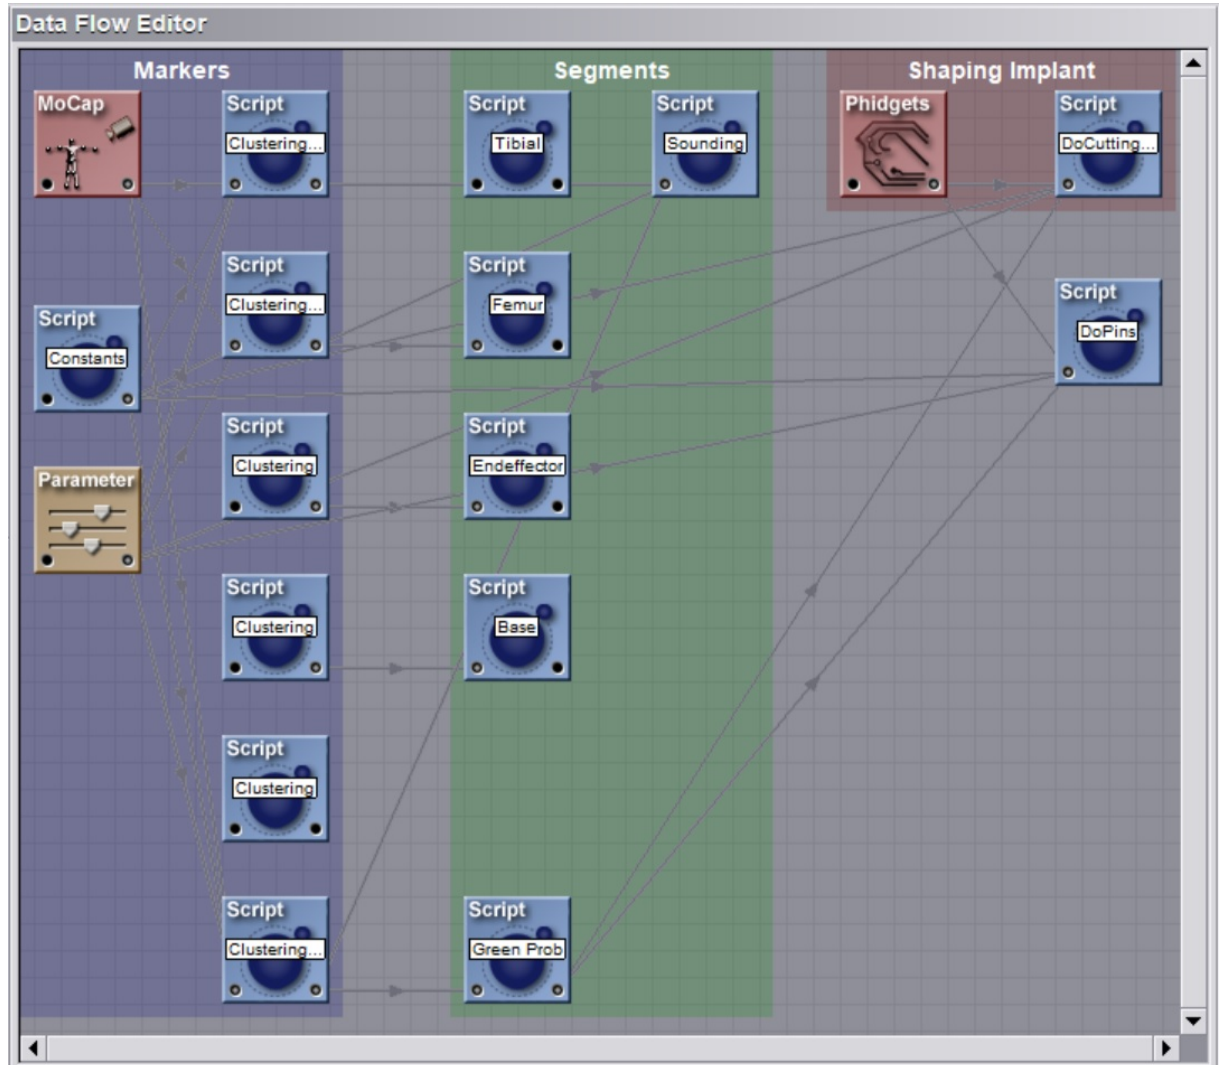 Data Flow Editor
Markers
Segments
Shaping Implant
MoCap
Script
Clustering...
Script
Tibial
Script
Sounding
Phidgets
Script
DoCutting...
Script
Clustering...
Script
Femur
Script
DoPins
Script
Constants
Script
Clustering
Script
Endeffector
Parameter
Script
Clustering
Script
Base
Script
Clustering
Script
Clustering...
Script
Green Prob